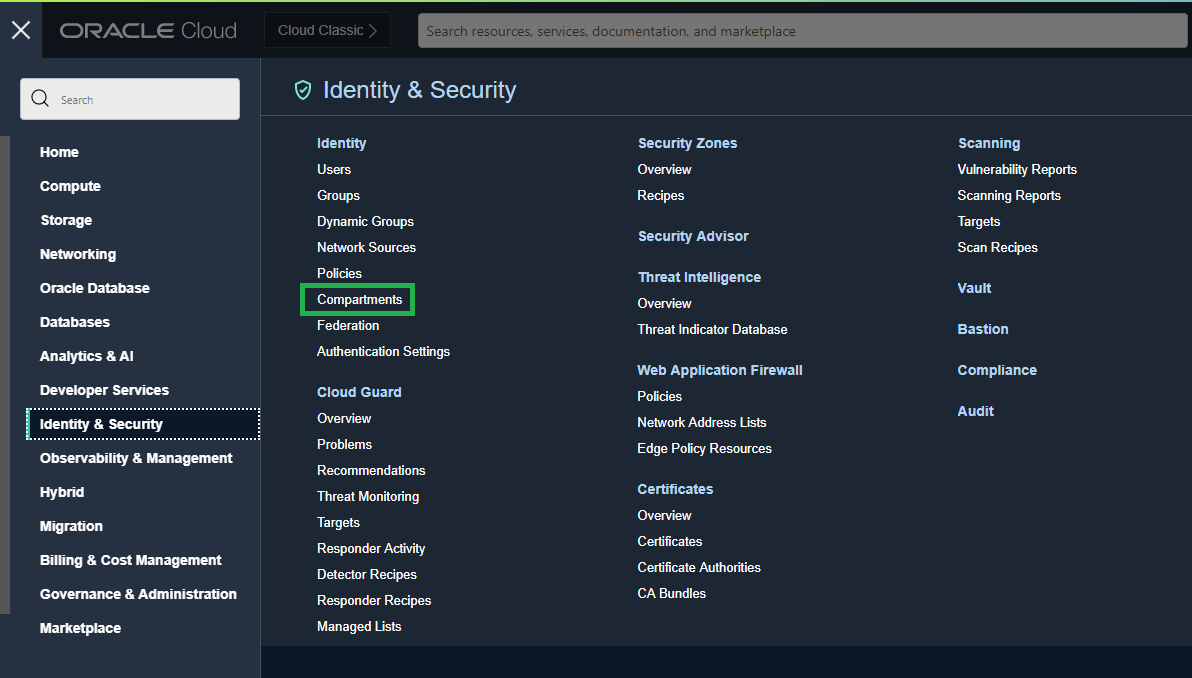 ORACLE Cloud
Cloud Classic
Search resources, services, documentation, and marketplace
Search
Home
Compute
Storage
Networking
Oracle Database
Databases
Analytics & AI
Developer Services
Identity & Security
Observability & Management
Hybrid
Migration
Billing & Cost Management
Governance & Administration
Marketplace
Identity & Security
Identity
Users
Groups
Dynamic Groups
Network Sources
Policies
Compartments
Federation
Authentication Settings
Cloud Guard
Overview
Problems
Recommendations
Threat Monitoring
Targets
Responder Activity
Detector Recipes
Responder Recipes
Managed Lists
Security Zones
Overview
Recipes
Security Advisor
Threat Intelligence
Overview
Threat Indicator Database
Web Application Firewall
Policies
Network Address Lists
Edge Policy Resources
Certificates
Overview
Certificates
Certificate Authorities
CA Bundles
Scanning
Vulnerability Reports
Scanning Reports
Targets
Scan Recipes
Vault
Bastion
Compliance
Audit